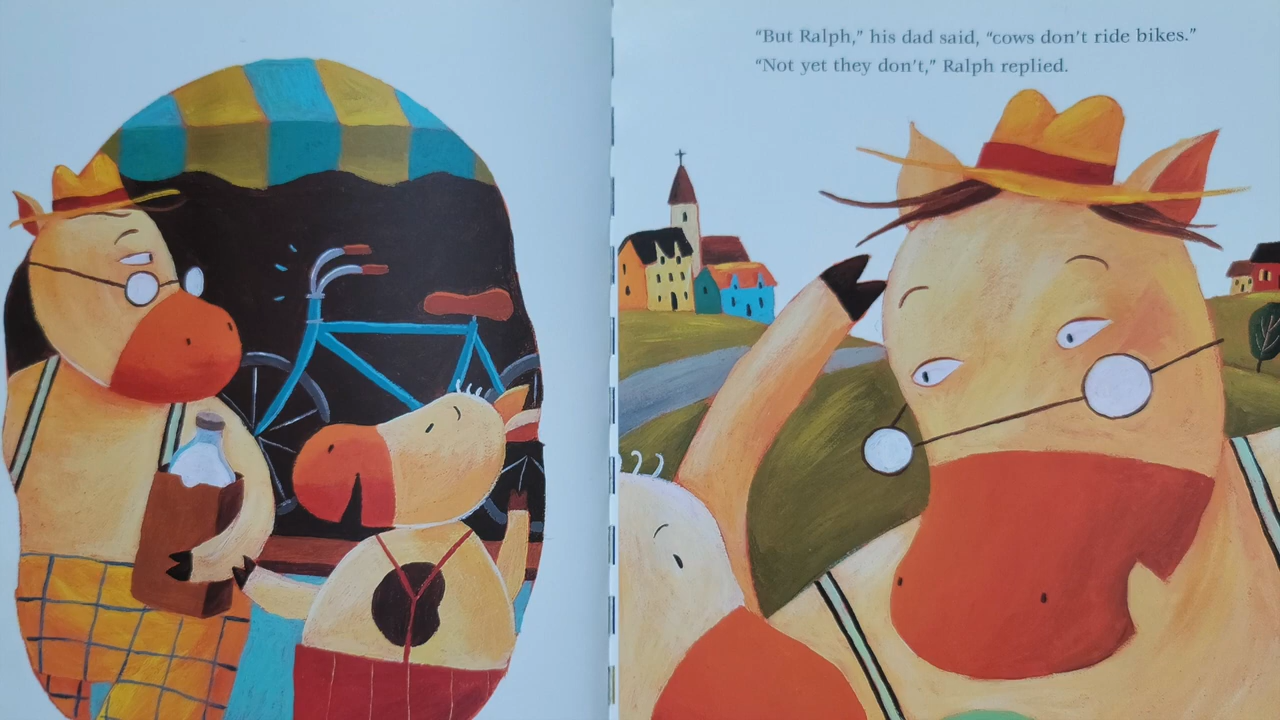 “But Ralph,” his dad said, “cows don’t ride bikes.”
“Not yet they don’t,” Ralph replied.